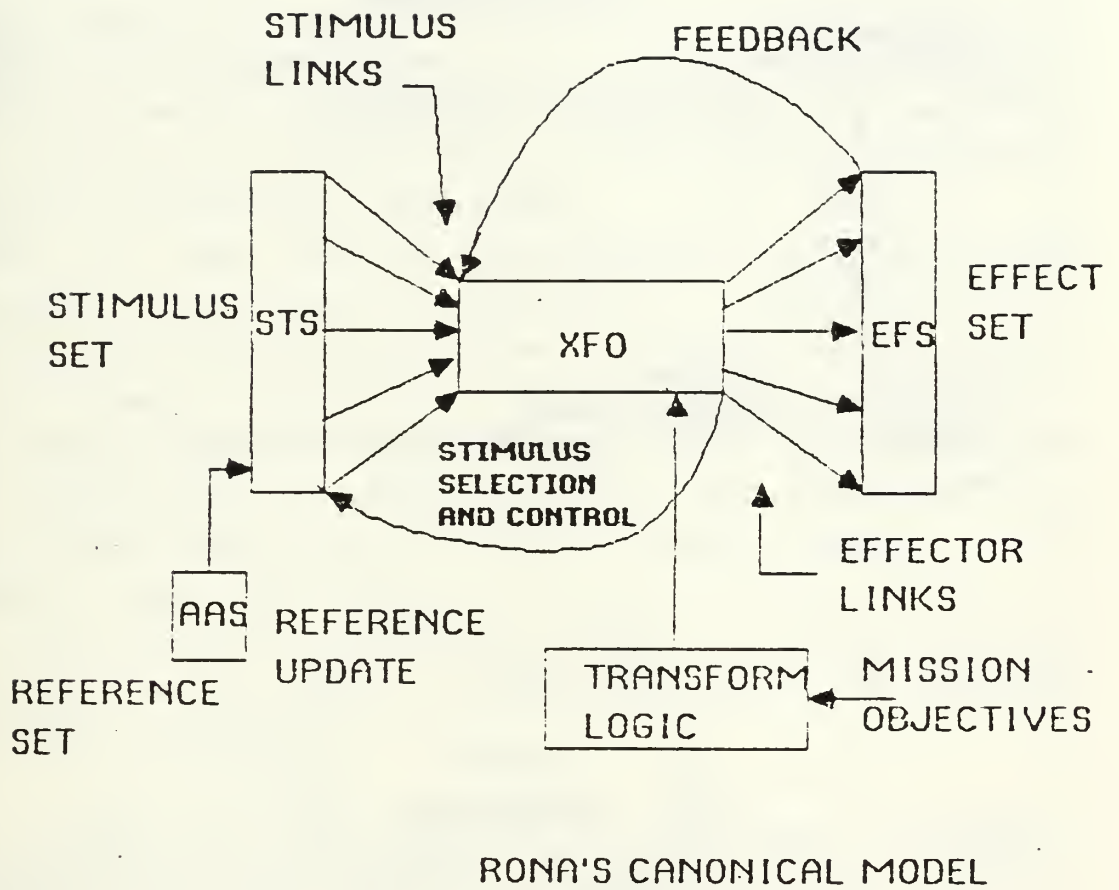 STIMULUS
LINKS
FEEDBACK
STIMULUS
SET
STS
XFO
EFS
EFFECT
SET
STIMULUS
SELECTION
AND CONTROL
EFFECTOR
LINKS
AAS
REFERENCE
UPDATE
REFERENCE
SET
TRANSFORM
LOGIC
MISSION
OBJECTIVES
RONA'S CANONICAL MODEL